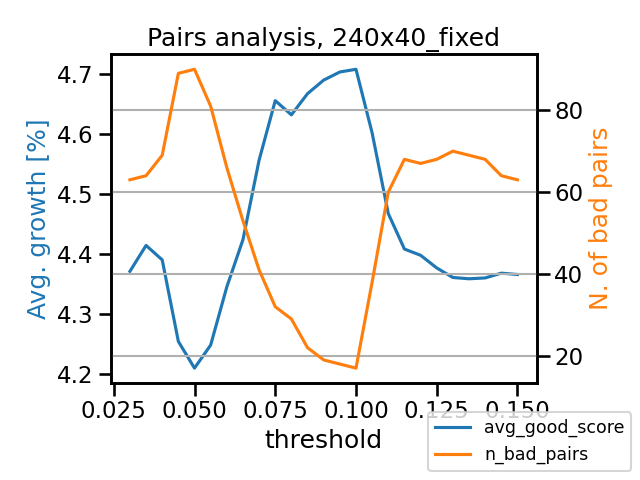 Pairs analysis, 240x40_fixed
Avg. growth [%]
4.7
4.6
4.5
4.4
4.3
4.2
80
60
40
20
N. of bad pairs
0.025 0.050 0.075 0.100 0.125 0.150
threshold
avg_good_score
n_bad_pairs